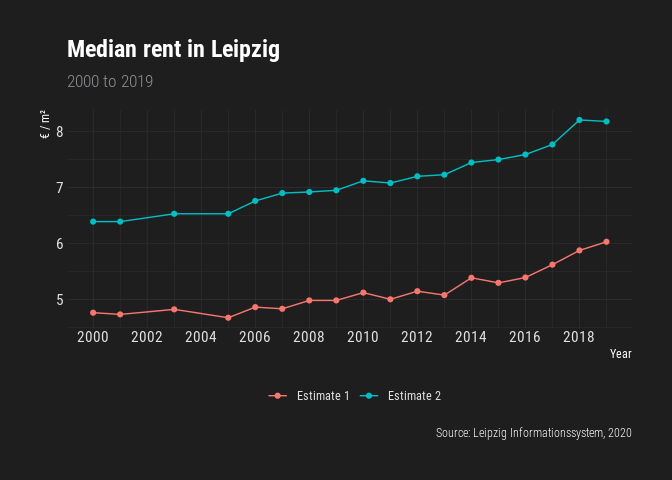 Median rent in Leipzig
2000 to 2019
€ / m²
8
7
6
5
2000 2002 2004 2006 2008 2010 2012 2014 2016 2018
Year
Estimate 1 Estimate 2
Source: Leipzig Informationssystem, 2020